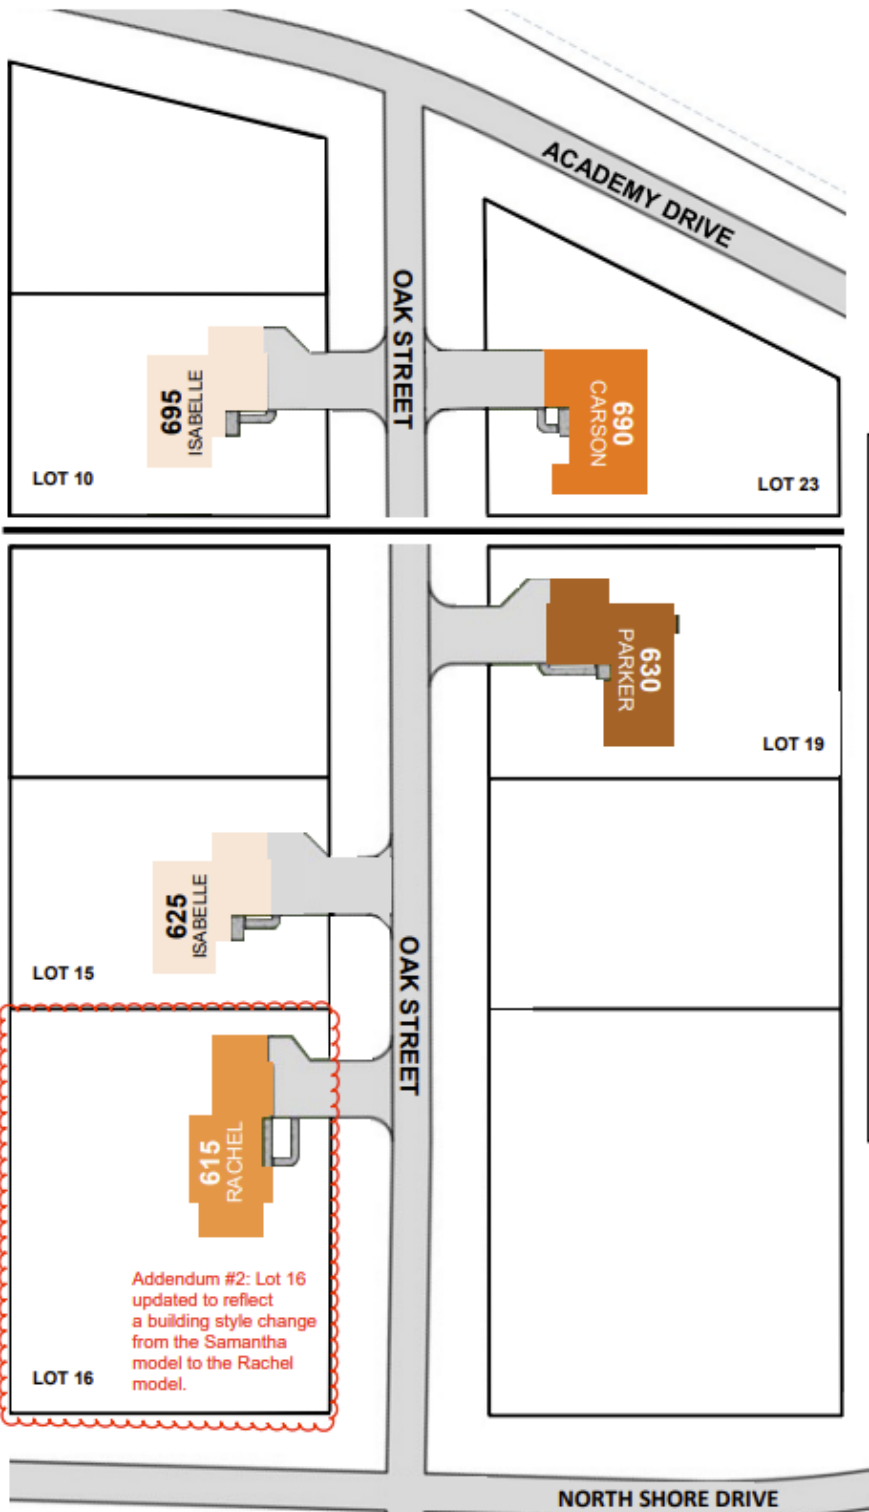 ACADEMY DRIVE
OAK STREET
695
ISABELLE
LOT 10
690
CARSON
LOT 23
630
PARKER
LOT 19
625
ISABELLE
LOT 15
OAK STREET
615
RACHEL
Addendum #2: Lot 16
updated to reflect
a building style change
from the Samantha
model to the Rachel
model.
LOT 16
NORTH SHORE DRIVE